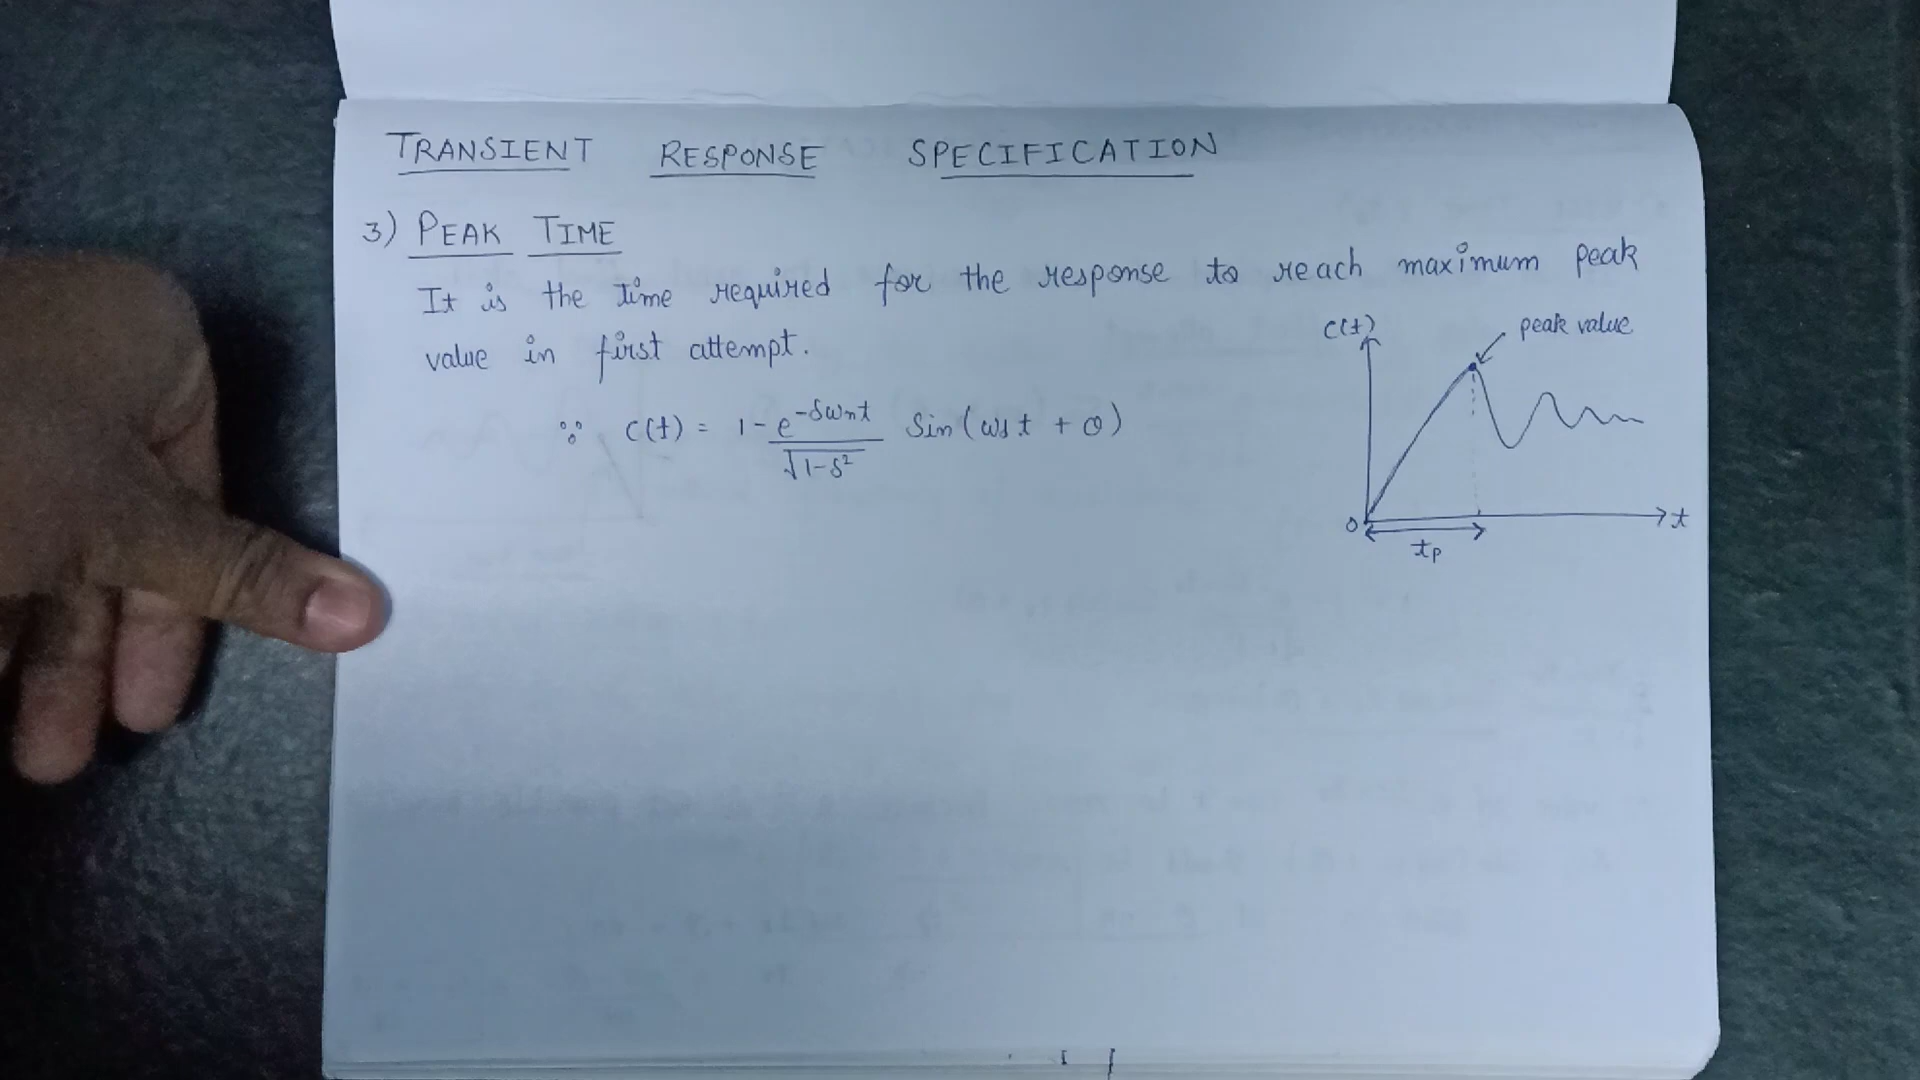 TRANSIENT RESPONSE SPECIFICATION
3) PEAK TIME
It is the time required for the response to reach maximum peak
value in first attempt.
∵ c(t) = 1 - e^{-δωnt} / √1-δ² Sin(ωdt + θ)
c(t)
peak value
0
t
tp